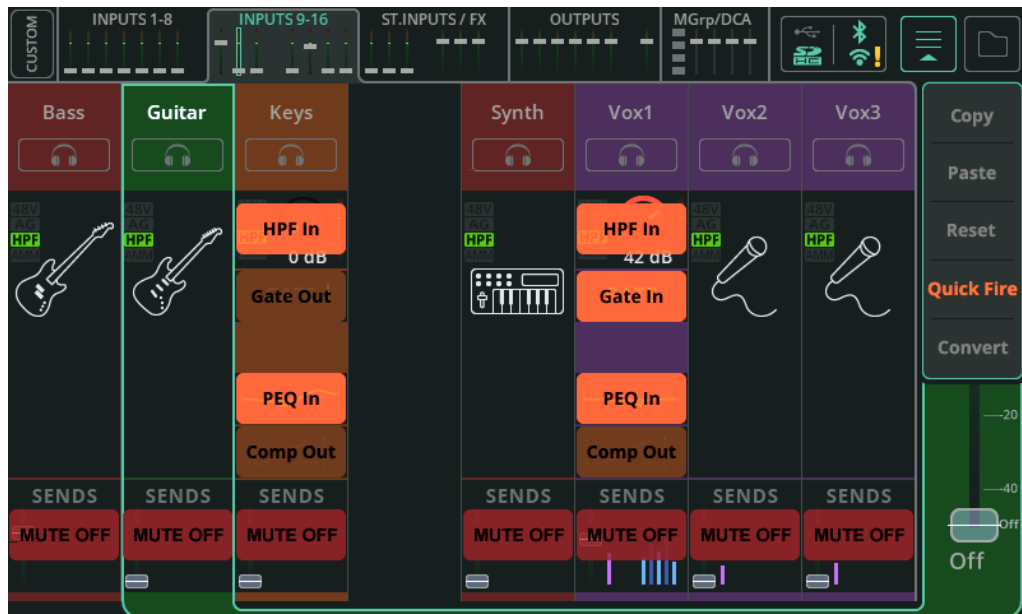 CUSTOM
INPUTS 1-8
INPUTS 9-16
ST.INPUTS / FX
OUTPUTS
MGrp/DCA
Bass
Guitar
Keys
Synth
Vox1
Vox2
Vox3
48V
AG
HPF
AMM
48V
AG
HPF
AMM
HPF In
0 dB
Gate Out
PEQ In
Comp Out
48V
AG
HPF
AMM
HPF In
42 dB
Gate In
PEQ In
Comp Out
48V
AG
HPF
AMM
48V
AG
HPF
AMM
SENDS
SENDS
SENDS
SENDS
SENDS
SENDS
SENDS
MUTE OFF
MUTE OFF
MUTE OFF
MUTE OFF
MUTE OFF
MUTE OFF
MUTE OFF
Copy
Paste
Reset
Quick Fire
Convert
-20
-40
Off
Off